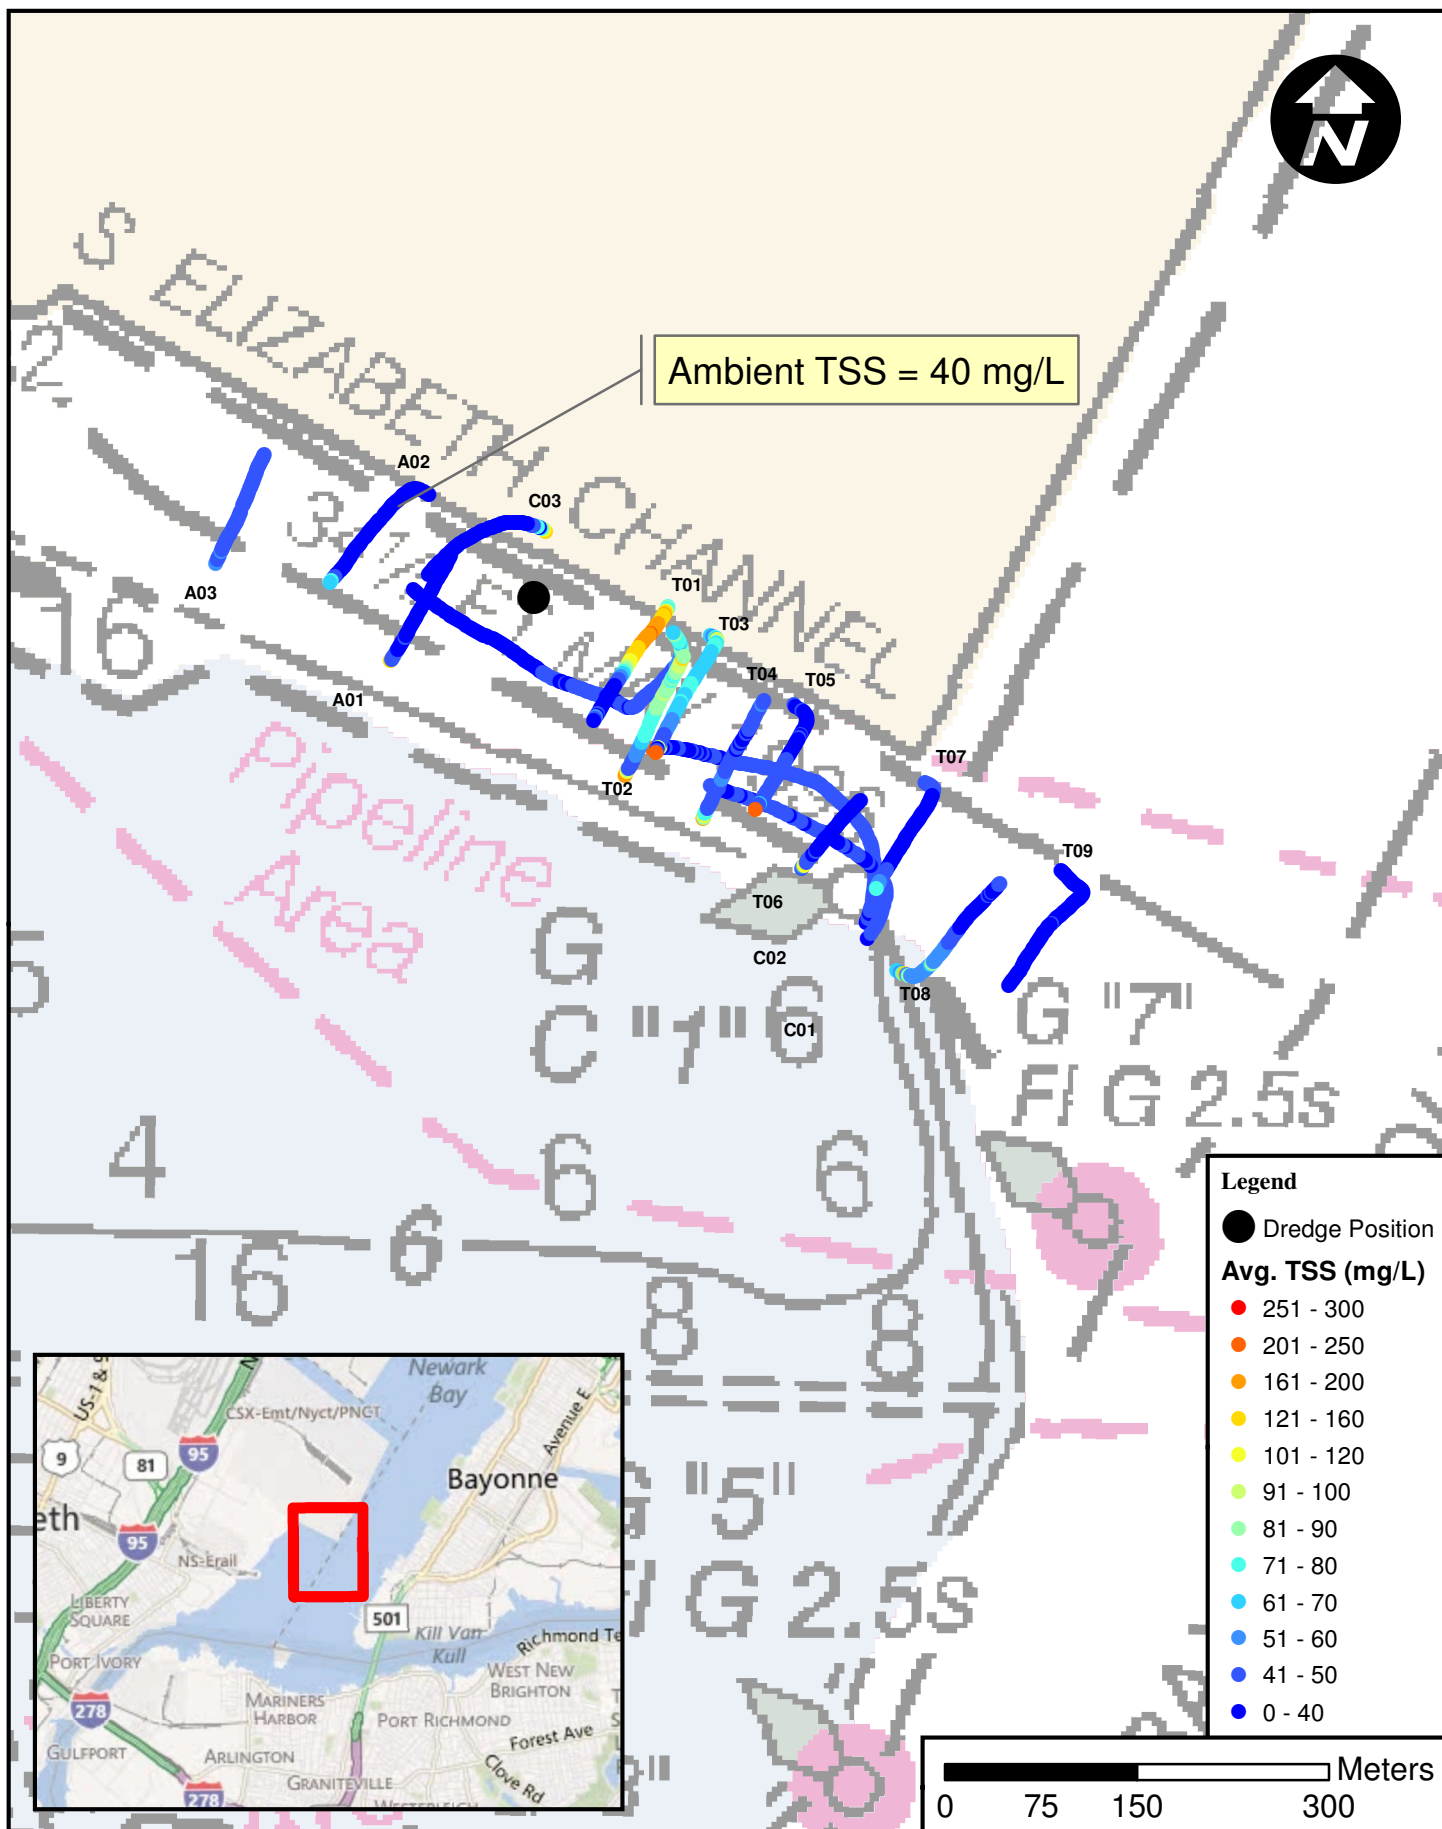 N
S ELIZABETH CHANNEL
Ambient TSS = 40 mg/L
A02
C03
A03
T01
T03
T04
T05
A01
T02
T07
T09
T06
C02
T08
C01
16
Pipeline
Area
G
C "1"
6
G "7"
Fl G 2.5s
5
4
6
6
6
16
8
8
G "5"
Fl G 2.5s
Legend
Dredge Position
Avg. TSS (mg/L)
251 - 300
201 - 250
161 - 200
121 - 160
101 - 120
91 - 100
81 - 90
71 - 80
61 - 70
51 - 60
41 - 50
0 - 40
Meters
0 75 150 300
Newark
Bay
US-1 & 9
CSX-Emt/Nyct/PNCT
Avenue E
9
81
95
Bayonne
eth
95
NS-Erail
LIBERTY
SQUARE
501
Kill Van
Kull
Richmond Te
PORT IVORY
WEST NEW
BRIGHTON
278
MARINERS
HARBOR
PORT RICHMOND
Forest Ave
GULFPORT
ARLINGTON
Clove Rd
GRANITEVILLE
278